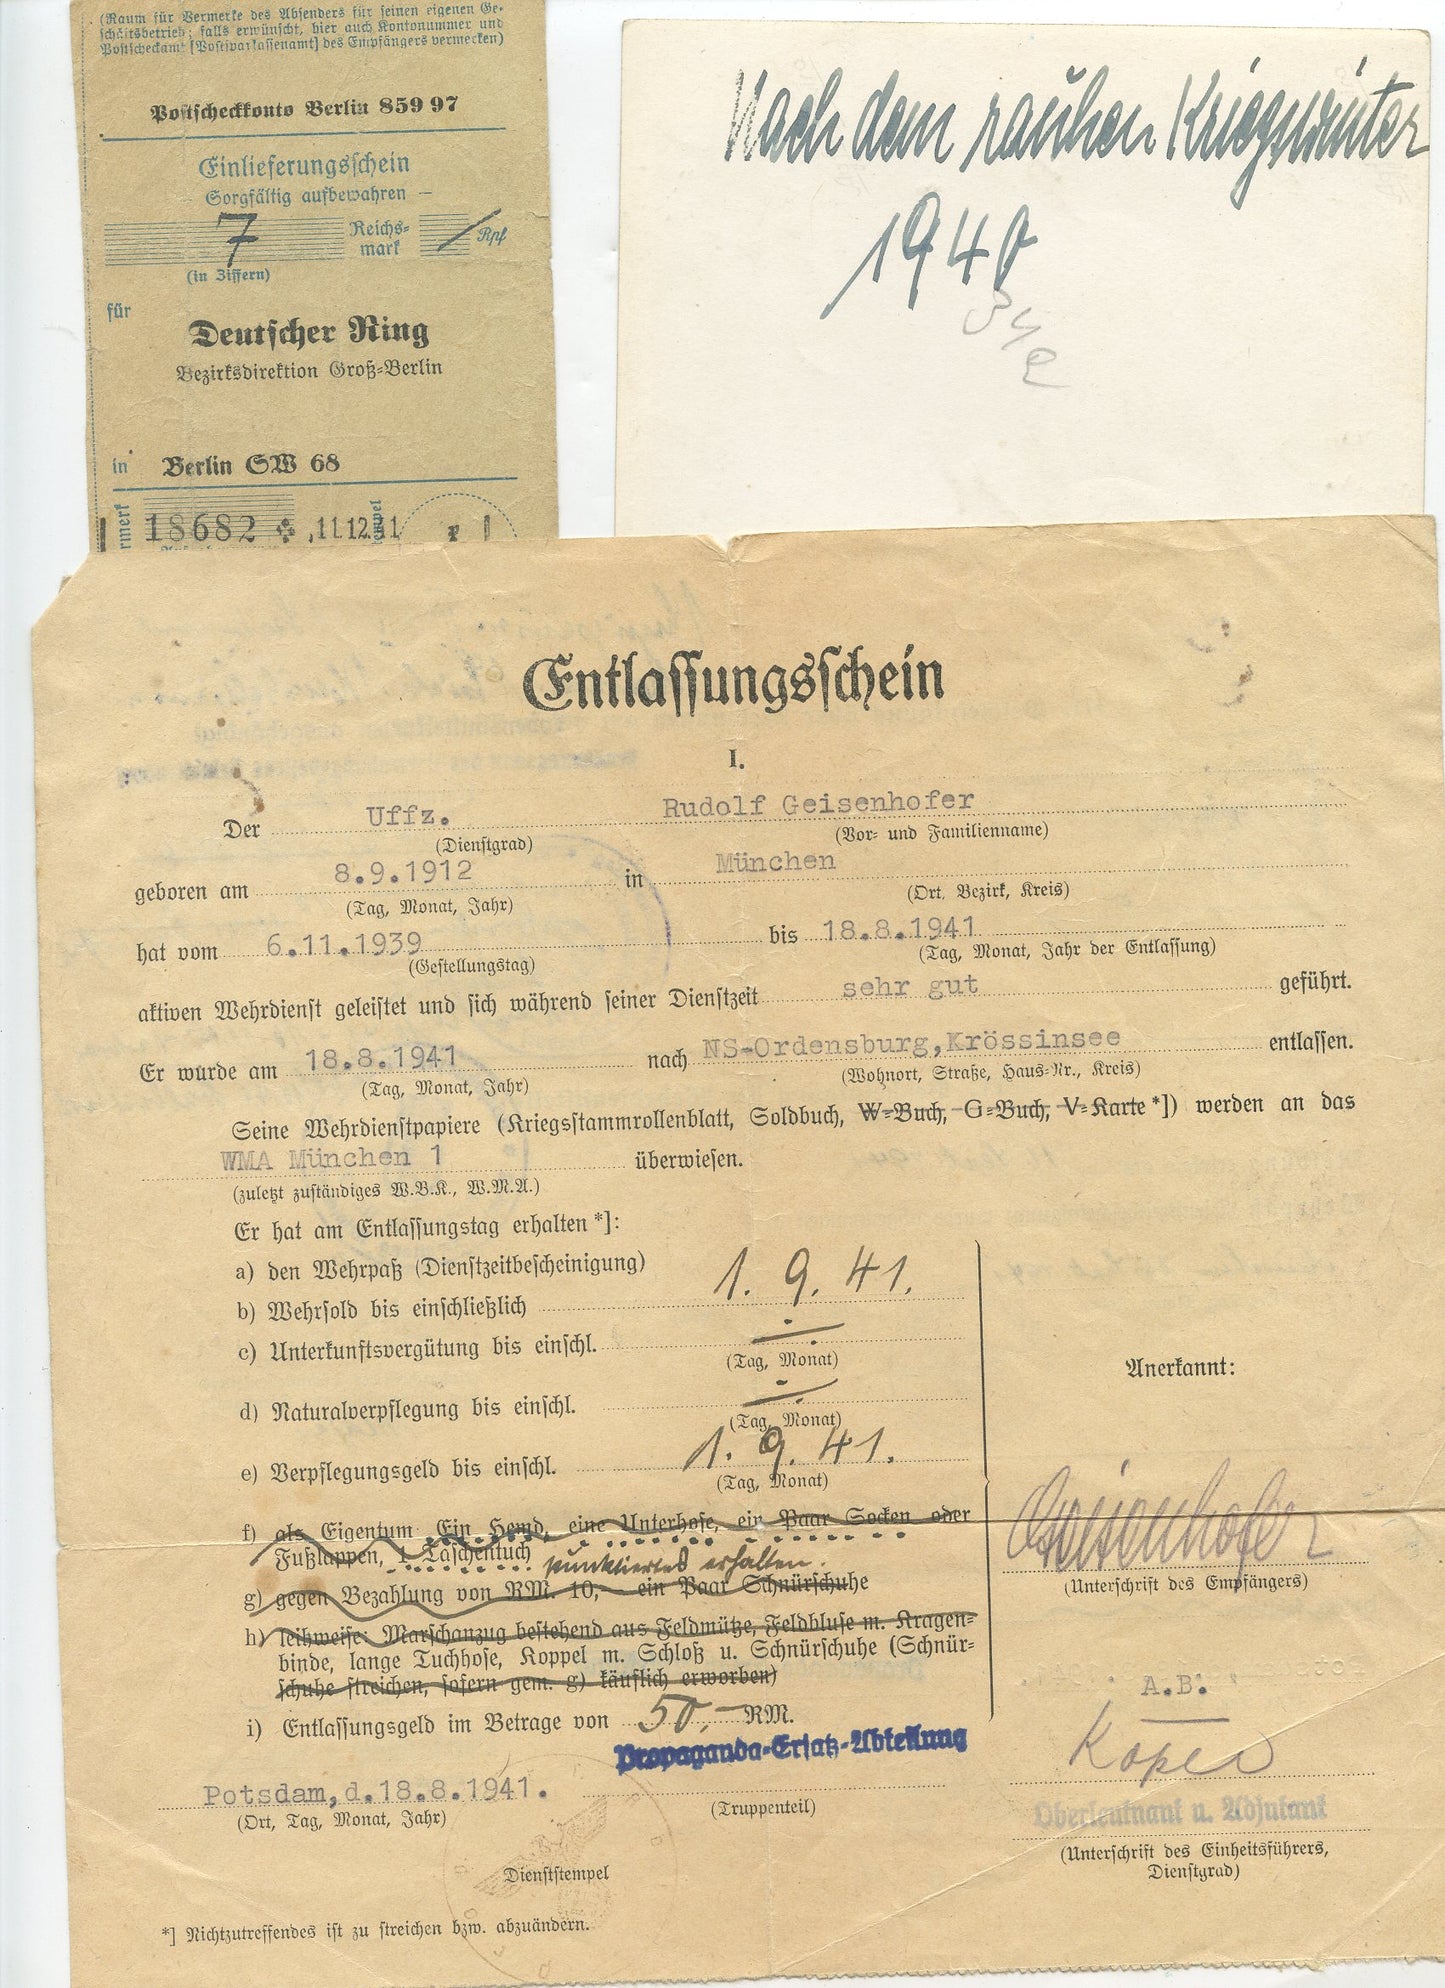 (Raum für Vermerke des Absenders für seinen eigenen Ge-
schäftsbetrieb; falls erwünscht, hier auch Kontonummer und
Postscheckamt [Postsparkassenamt] des Empfängers vermerken)
Postscheckkonto Berlin 859 97
Einlieferungsschein
– Sorgfältig aufbewahren –
7 Reichs-
mark / Rpf
(in Ziffern)
für
Deutscher Ring
Bezirksdirektion Groß-Berlin
in Berlin SW 68
18682 11.12.41
Nach dem rauhen Kriegswinter
1940
Entlassungsschein
I.
Der Uffz. Rudolf Geisenhofer
(Dienstgrad) (Vor- und Familienname)
geboren am 8.9.1912 in München
(Tag, Monat, Jahr) (Ort, Bezirk, Kreis)
hat vom 6.11.1939 bis 18.8.1941
(Gestellungstag) (Tag, Monat, Jahr der Entlassung)
aktiven Wehrdienst geleistet und sich während seiner Dienstzeit sehr gut geführt.
Er wurde am 18.8.1941 nach NS-Ordensburg,Krössinsee entlassen.
(Tag, Monat, Jahr) (Wohnort, Straße, Haus-Nr., Kreis)
Seine Wehrdienstpapiere (Kriegsstammrollenblatt, Soldbuch, W-Buch, G-Buch, V-Karte *]) werden an das
WMA München 1 überwiesen.
(zuletzt zuständiges W.B.K., W.M.A.)
Er hat am Entlassungstag erhalten *]:
a) den Wehrpaß (Dienstzeitbescheinigung)
b) Wehrsold bis einschließlich 1. 9. 41.
c) Unterkunftsvergütung bis einschl.
(Tag, Monat)
d) Naturalverpflegung bis einschl.
(Tag, Monat)
e) Verpflegungsgeld bis einschl. 1. 9. 41.
(Tag, Monat)
f) als Eigentum: Ein Hemd, eine Unterhose, ein Paar Socken oder
Fußlappen, 1 Taschentuch punktiertes erhalten.
g) gegen Bezahlung von RM. 10,— ein Paar Schnürschuhe
h) leihweise: Marschanzug bestehend aus Feldmütze, Feldbluse m. Kragen-
binde, lange Tuchhose, Koppel m. Schloß u. Schnürschuhe (Schnür-
schuhe streichen, sofern gem. g) käuflich erworben)
i) Entlassungsgeld im Betrage von 50,— RM.
Anerkannt:
Geisenhofer
(Unterschrift des Empfängers)
Propaganda-Ersatz-Abteilung
Potsdam,d.18.8.1941.
(Ort, Tag, Monat, Jahr) (Truppenteil)
A.B.
Oberleutnant u. Adjutant
(Unterschrift des Einheitsführers,
Dienstgrad)
Dienststempel
*] Nichtzutreffendes ist zu streichen bzw. abzuändern.